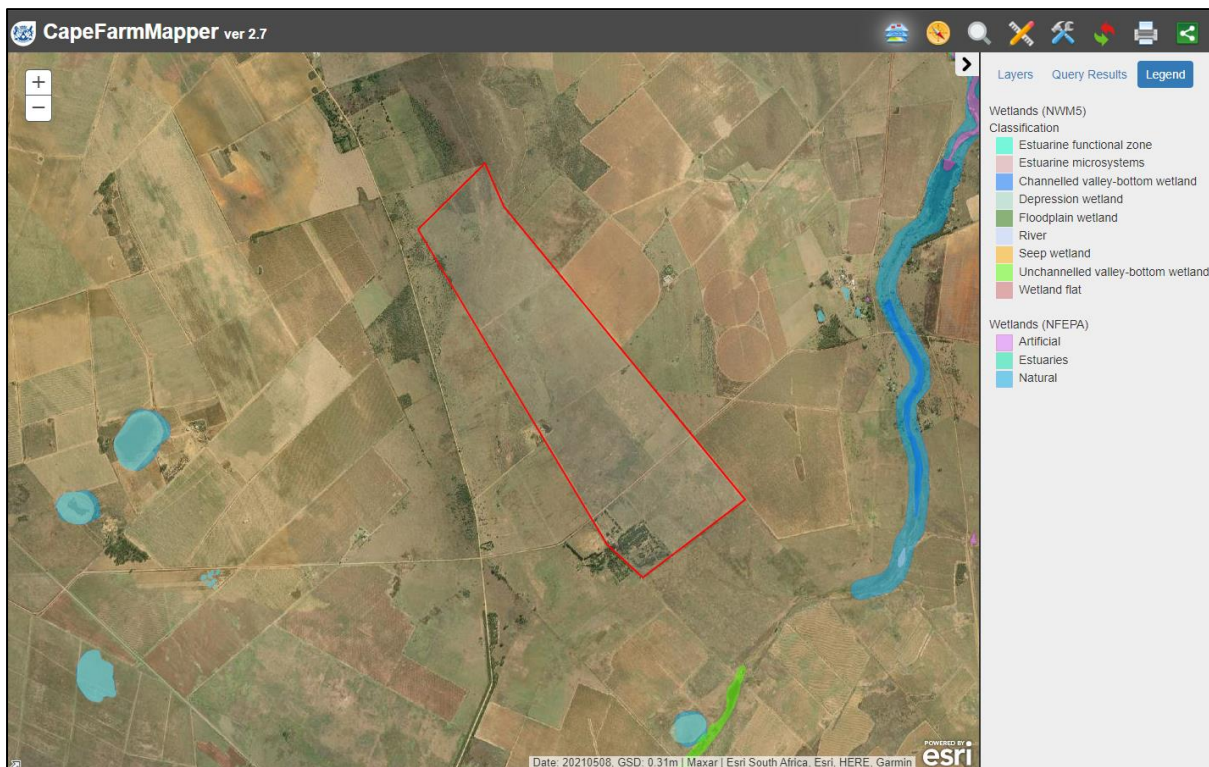 CapeFarmMapper ver 2.7
+
−
Layers Query Results Legend
Wetlands (NWM5)
Classification
Estuarine functional zone
Estuarine microsystems
Channelled valley-bottom wetland
Depression wetland
Floodplain wetland
River
Seep wetland
Unchannelled valley-bottom wetland
Wetland flat
Wetlands (NFEPA)
Artificial
Estuaries
Natural
POWERED BY
esri
Date: 20210508, GSD: 0.31m | Maxar | Esri South Africa, Esri, HERE, Garmin